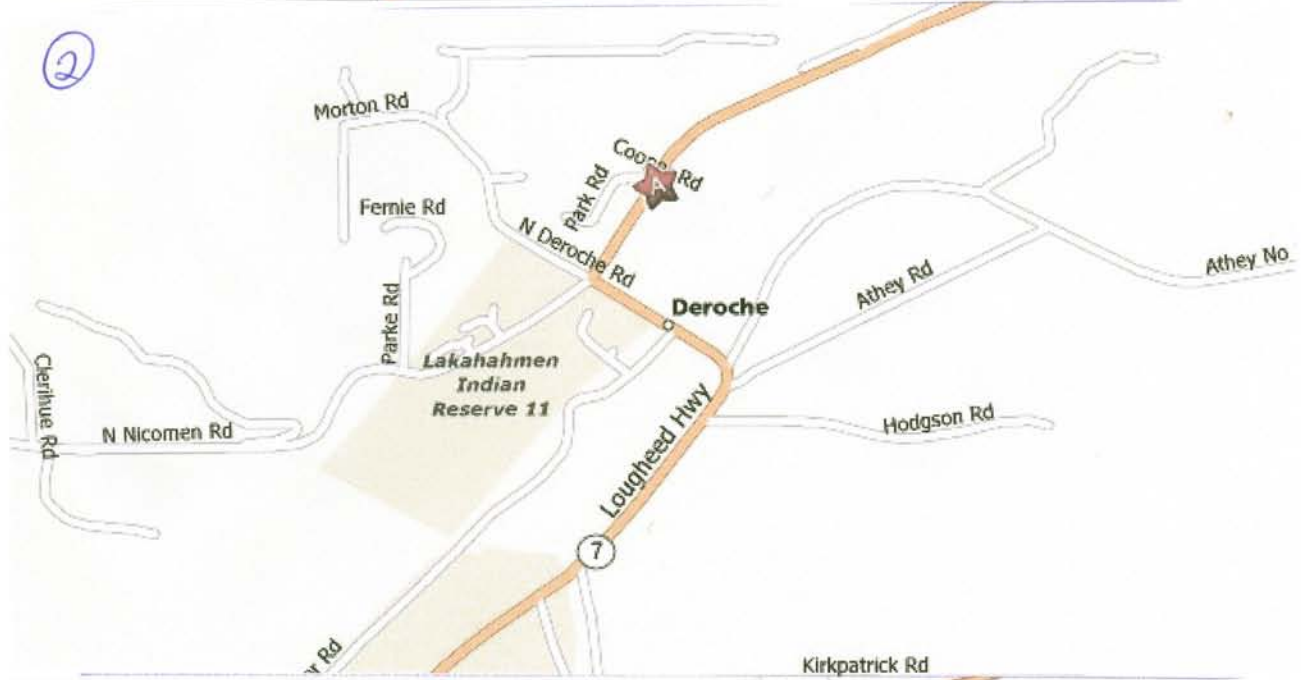 2
Morton Rd
Park Rd
Rd
Fernie Rd
N Deroche Rd
Athey No
Athey Rd
Deroche
Parke Rd
Clerihue Rd
Lakahahmen
Indian
Reserve 11
Lougheed Hwy
Hodgson Rd
N Nicomen Rd
7
Rd
Kirkpatrick Rd